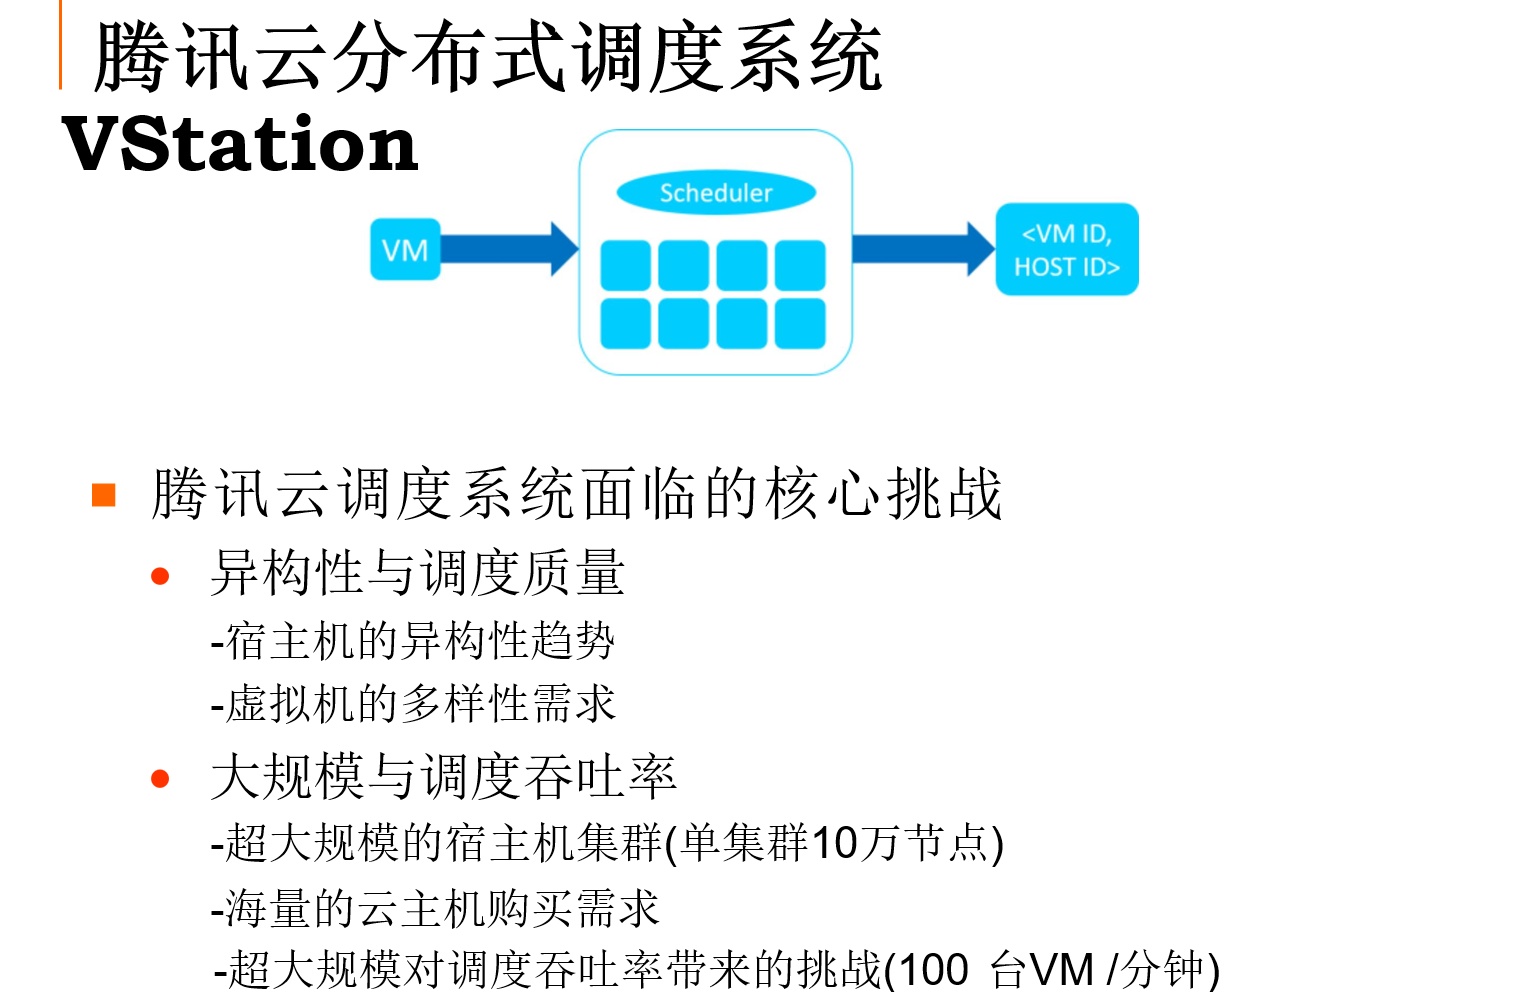 腾讯云分布式调度系统
VStation
Scheduler
VM
<VM ID,
HOST ID>
腾讯云调度系统面临的核心挑战
异构性与调度质量
-宿主机的异构性趋势
-虚拟机的多样性需求
大规模与调度吞吐率
-超大规模的宿主机集群(单集群10万节点)
-海量的云主机购买需求
-超大规模对调度吞吐率带来的挑战(100 台VM /分钟)